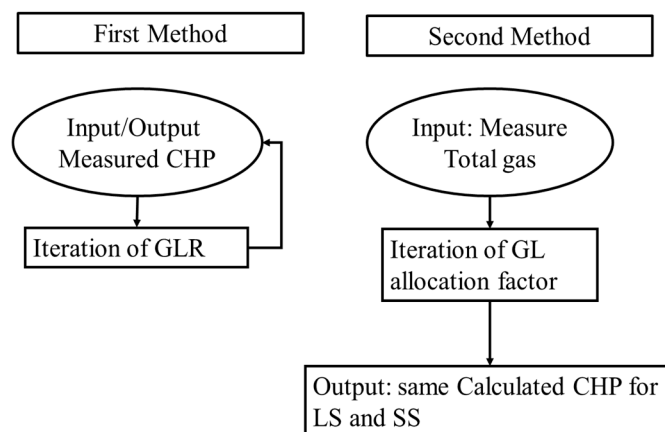 First Method
Input/Output
Measured CHP
Iteration of GLR
Second Method
Input: Measure
Total gas
Iteration of GL
allocation factor
Output: same Calculated CHP for
LS and SS